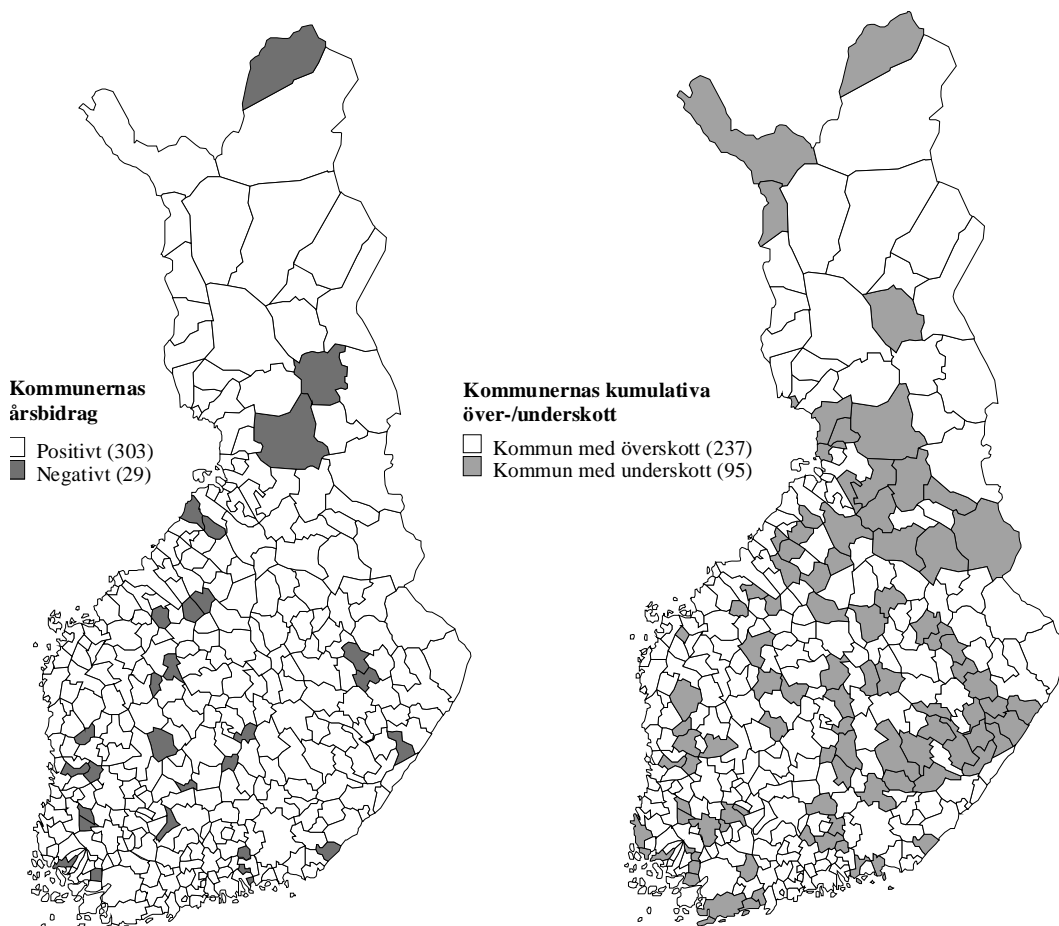 Kommunernas
årsbidrag
Positivt (303)
Negativt (29)
Kommunernas kumulativa
över-/underskott
Kommun med överskott (237)
Kommun med underskott (95)